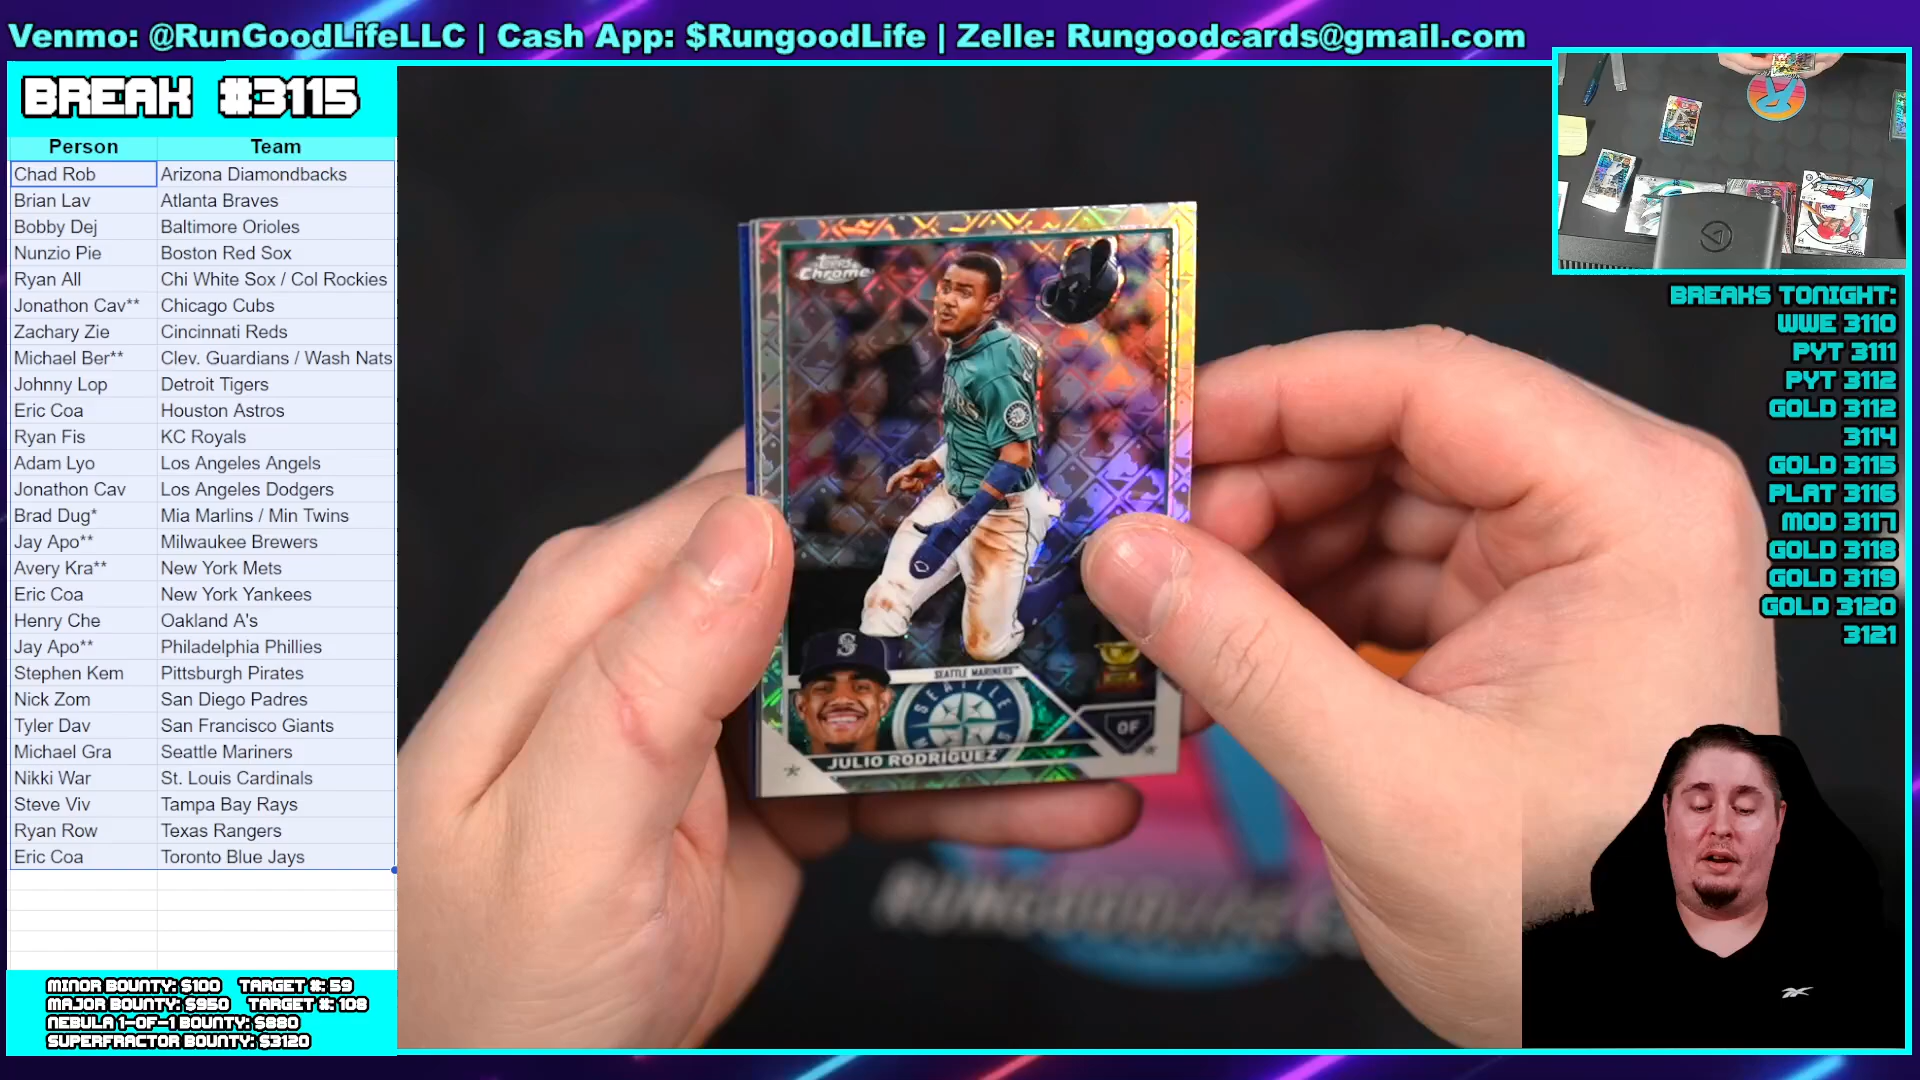 Venmo: @RunGoodLifeLLC | Cash App: $RungoodLife | Zelle: Rungoodcards@gmail.com
BREAK #3115
Person Team
Chad Rob Arizona Diamondbacks
Brian Lav Atlanta Braves
Bobby Dej Baltimore Orioles
Nunzio Pie Boston Red Sox
Ryan All Chi White Sox / Col Rockies
Jonathon Cav** Chicago Cubs
Zachary Zie Cincinnati Reds
Michael Ber** Clev. Guardians / Wash Nats
Johnny Lop Detroit Tigers
Eric Coa Houston Astros
Ryan Fis KC Royals
Adam Lyo Los Angeles Angels
Jonathon Cav Los Angeles Dodgers
Brad Dug* Mia Marlins / Min Twins
Jay Apo** Milwaukee Brewers
Avery Kra** New York Mets
Eric Coa New York Yankees
Henry Che Oakland A's
Jay Apo** Philadelphia Phillies
Stephen Kem Pittsburgh Pirates
Nick Zom San Diego Padres
Tyler Dav San Francisco Giants
Michael Gra Seattle Mariners
Nikki War St. Louis Cardinals
Steve Viv Tampa Bay Rays
Ryan Row Texas Rangers
Eric Coa Toronto Blue Jays
MINOR BOUNTY: $100 TARGET #: 59
MAJOR BOUNTY: $950 TARGET #: 108
NEBULA 1-OF-1 BOUNTY: $880
SUPERFRACTOR BOUNTY: $3120
Topps
Chrome
S
SEATTLE MARINERS™
SEATTLE
OF
JULIO RODRIGUEZ
BREAKS TONIGHT:
WWE 3110
PYT 3111
PYT 3112
GOLD 3112
3114
GOLD 3115
PLAT 3116
MOD 3117
GOLD 3118
GOLD 3119
GOLD 3120
3121